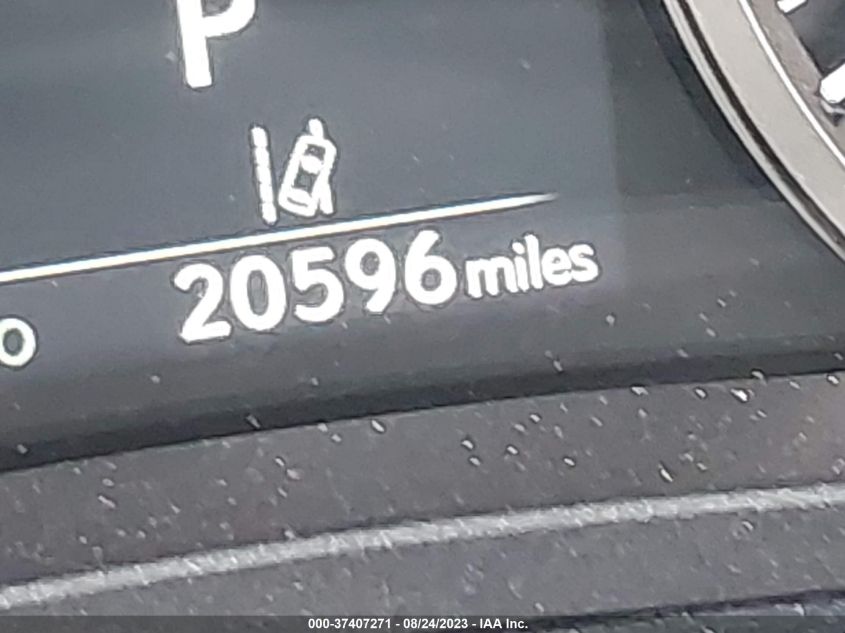 P
20596 miles
o
000-37407271 - 08/24/2023 - IAA Inc.